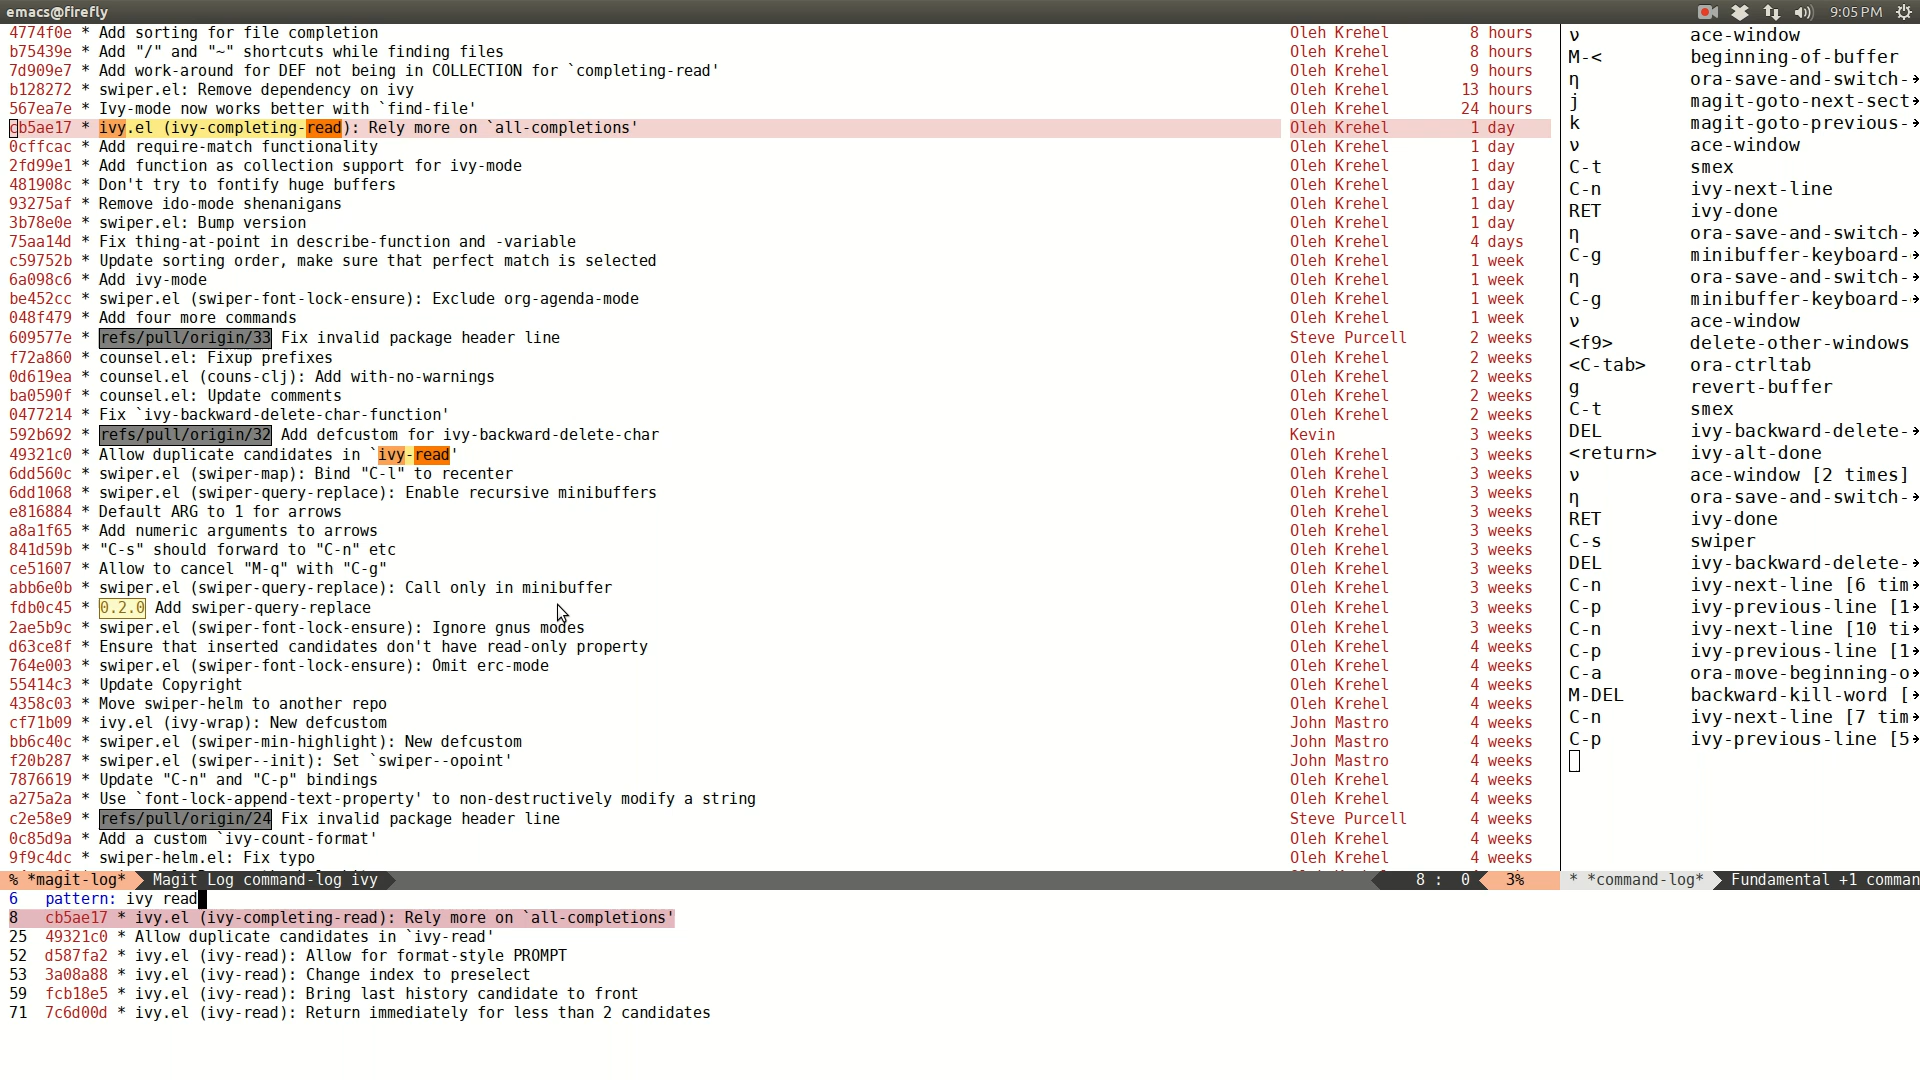 emacs@firefly
9:05 PM
4774f0e * Add sorting for file completion Oleh Krehel 8 hours
b75439e * Add "/" and "~" shortcuts while finding files Oleh Krehel 8 hours
7d909e7 * Add work-around for DEF not being in COLLECTION for `completing-read' Oleh Krehel 9 hours
b128272 * swiper.el: Remove dependency on ivy Oleh Krehel 13 hours
567ea7e * Ivy-mode now works better with `find-file' Oleh Krehel 24 hours
cb5ae17 * ivy.el (ivy-completing-read): Rely more on `all-completions' Oleh Krehel 1 day
0cffcac * Add require-match functionality Oleh Krehel 1 day
2fd99e1 * Add function as collection support for ivy-mode Oleh Krehel 1 day
481908c * Don't try to fontify huge buffers Oleh Krehel 1 day
93275af * Remove ido-mode shenanigans Oleh Krehel 1 day
3b78e0e * swiper.el: Bump version Oleh Krehel 1 day
75aa14d * Fix thing-at-point in describe-function and -variable Oleh Krehel 4 days
c59752b * Update sorting order, make sure that perfect match is selected Oleh Krehel 1 week
6a098c6 * Add ivy-mode Oleh Krehel 1 week
be452cc * swiper.el (swiper-font-lock-ensure): Exclude org-agenda-mode Oleh Krehel 1 week
048f479 * Add four more commands Oleh Krehel 1 week
609577e * refs/pull/origin/33 Fix invalid package header line Steve Purcell 2 weeks
f72a860 * counsel.el: Fixup prefixes Oleh Krehel 2 weeks
0d619ea * counsel.el (couns-clj): Add with-no-warnings Oleh Krehel 2 weeks
ba0590f * counsel.el: Update comments Oleh Krehel 2 weeks
0477214 * Fix `ivy-backward-delete-char-function' Oleh Krehel 2 weeks
592b692 * refs/pull/origin/32 Add defcustom for ivy-backward-delete-char Kevin 3 weeks
49321c0 * Allow duplicate candidates in `ivy-read' Oleh Krehel 3 weeks
6dd560c * swiper.el (swiper-map): Bind "C-l" to recenter Oleh Krehel 3 weeks
6dd1068 * swiper.el (swiper-query-replace): Enable recursive minibuffers Oleh Krehel 3 weeks
e816884 * Default ARG to 1 for arrows Oleh Krehel 3 weeks
a8a1f65 * Add numeric arguments to arrows Oleh Krehel 3 weeks
841d59b * "C-s" should forward to "C-n" etc Oleh Krehel 3 weeks
ce51607 * Allow to cancel "M-q" with "C-g" Oleh Krehel 3 weeks
abb6e0b * swiper.el (swiper-query-replace): Call only in minibuffer Oleh Krehel 3 weeks
fdb0c45 * 0.2.0 Add swiper-query-replace Oleh Krehel 3 weeks
2ae5b9c * swiper.el (swiper-font-lock-ensure): Ignore gnus modes Oleh Krehel 3 weeks
d63ce8f * Ensure that inserted candidates don't have read-only property Oleh Krehel 4 weeks
764e003 * swiper.el (swiper-font-lock-ensure): Omit erc-mode Oleh Krehel 4 weeks
55414c3 * Update Copyright Oleh Krehel 4 weeks
4358c03 * Move swiper-helm to another repo Oleh Krehel 4 weeks
cf71b09 * ivy.el (ivy-wrap): New defcustom John Mastro 4 weeks
bb6c40c * swiper.el (swiper-min-highlight): New defcustom John Mastro 4 weeks
f20b287 * swiper.el (swiper--init): Set `swiper--opoint' John Mastro 4 weeks
7876619 * Update "C-n" and "C-p" bindings Oleh Krehel 4 weeks
a275a2a * Use `font-lock-append-text-property' to non-destructively modify a string Oleh Krehel 4 weeks
c2e58e9 * refs/pull/origin/24 Fix invalid package header line Steve Purcell 4 weeks
0c85d9a * Add a custom `ivy-count-format' Oleh Krehel 4 weeks
9f9c4dc * swiper-helm.el: Fix typo Oleh Krehel 4 weeks
% *magit-log* Magit Log command-log ivy 8 : 0 3%
ν ace-window
M-< beginning-of-buffer
η ora-save-and-switch-
j magit-goto-next-sect
k magit-goto-previous-
ν ace-window
C-t smex
C-n ivy-next-line
RET ivy-done
η ora-save-and-switch-
C-g minibuffer-keyboard-
η ora-save-and-switch-
C-g minibuffer-keyboard-
ν ace-window
<f9> delete-other-windows
<C-tab> ora-ctrltab
g revert-buffer
C-t smex
DEL ivy-backward-delete-
<return> ivy-alt-done
ν ace-window [2 times]
η ora-save-and-switch-
RET ivy-done
C-s swiper
DEL ivy-backward-delete-
C-n ivy-next-line [6 tim
C-p ivy-previous-line [1
C-n ivy-next-line [10 ti
C-p ivy-previous-line [1
C-a ora-move-beginning-o
M-DEL backward-kill-word [
C-n ivy-next-line [7 tim
C-p ivy-previous-line [5
* *command-log* Fundamental +1 comman
6 pattern: ivy read
8 cb5ae17 * ivy.el (ivy-completing-read): Rely more on `all-completions'
25 49321c0 * Allow duplicate candidates in `ivy-read'
52 d587fa2 * ivy.el (ivy-read): Allow for format-style PROMPT
53 3a08a88 * ivy.el (ivy-read): Change index to preselect
59 fcb18e5 * ivy.el (ivy-read): Bring last history candidate to front
71 7c6d00d * ivy.el (ivy-read): Return immediately for less than 2 candidates